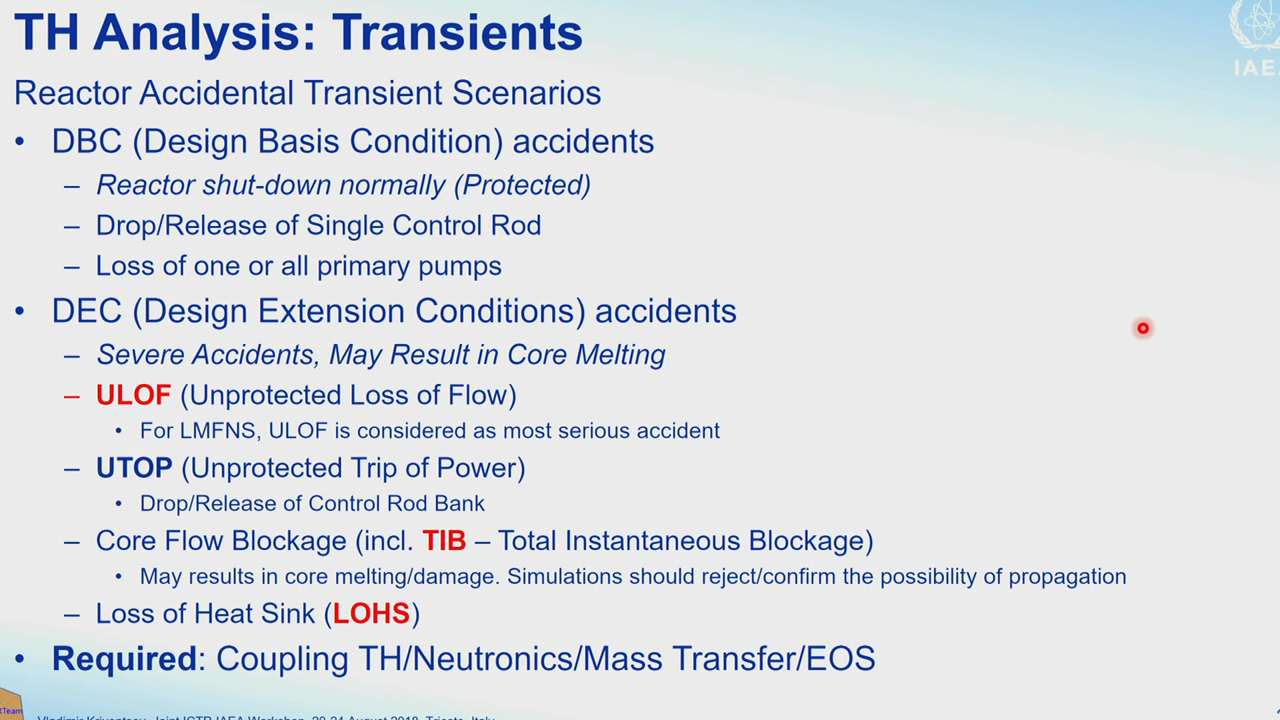 TH Analysis: Transients
IAEA
Reactor Accidental Transient Scenarios
• DBC (Design Basis Condition) accidents
– Reactor shut-down normally (Protected)
– Drop/Release of Single Control Rod
– Loss of one or all primary pumps
• DEC (Design Extension Conditions) accidents
– Severe Accidents, May Result in Core Melting
– ULOF (Unprotected Loss of Flow)
• For LMFNS, ULOF is considered as most serious accident
– UTOP (Unprotected Trip of Power)
• Drop/Release of Control Rod Bank
– Core Flow Blockage (incl. TIB – Total Instantaneous Blockage)
• May results in core melting/damage. Simulations should reject/confirm the possibility of propagation
– Loss of Heat Sink (LOHS)
• Required: Coupling TH/Neutronics/Mass Transfer/EOS